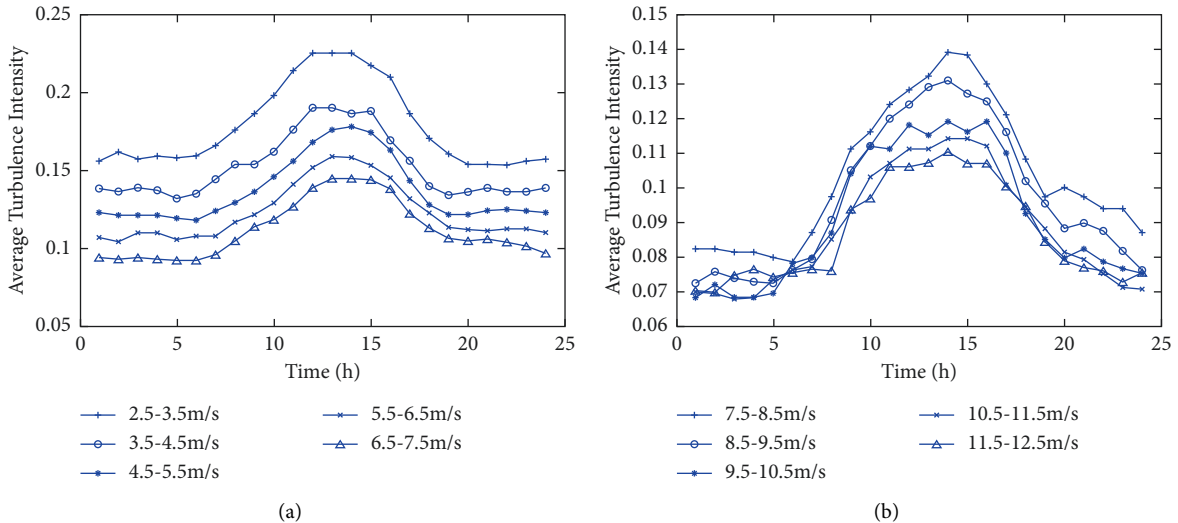 Average Turbulence Intensity
0.25
0.2
0.15
0.1
0.05
0 5 10 15 20 25
Time (h)
2.5-3.5m/s
3.5-4.5m/s
4.5-5.5m/s
5.5-6.5m/s
6.5-7.5m/s
(a)
Average Turbulence Intensity
0.15
0.14
0.13
0.12
0.11
0.1
0.09
0.08
0.07
0.06
0 5 10 15 20 25
Time (h)
7.5-8.5m/s
8.5-9.5m/s
9.5-10.5m/s
10.5-11.5m/s
11.5-12.5m/s
(b)